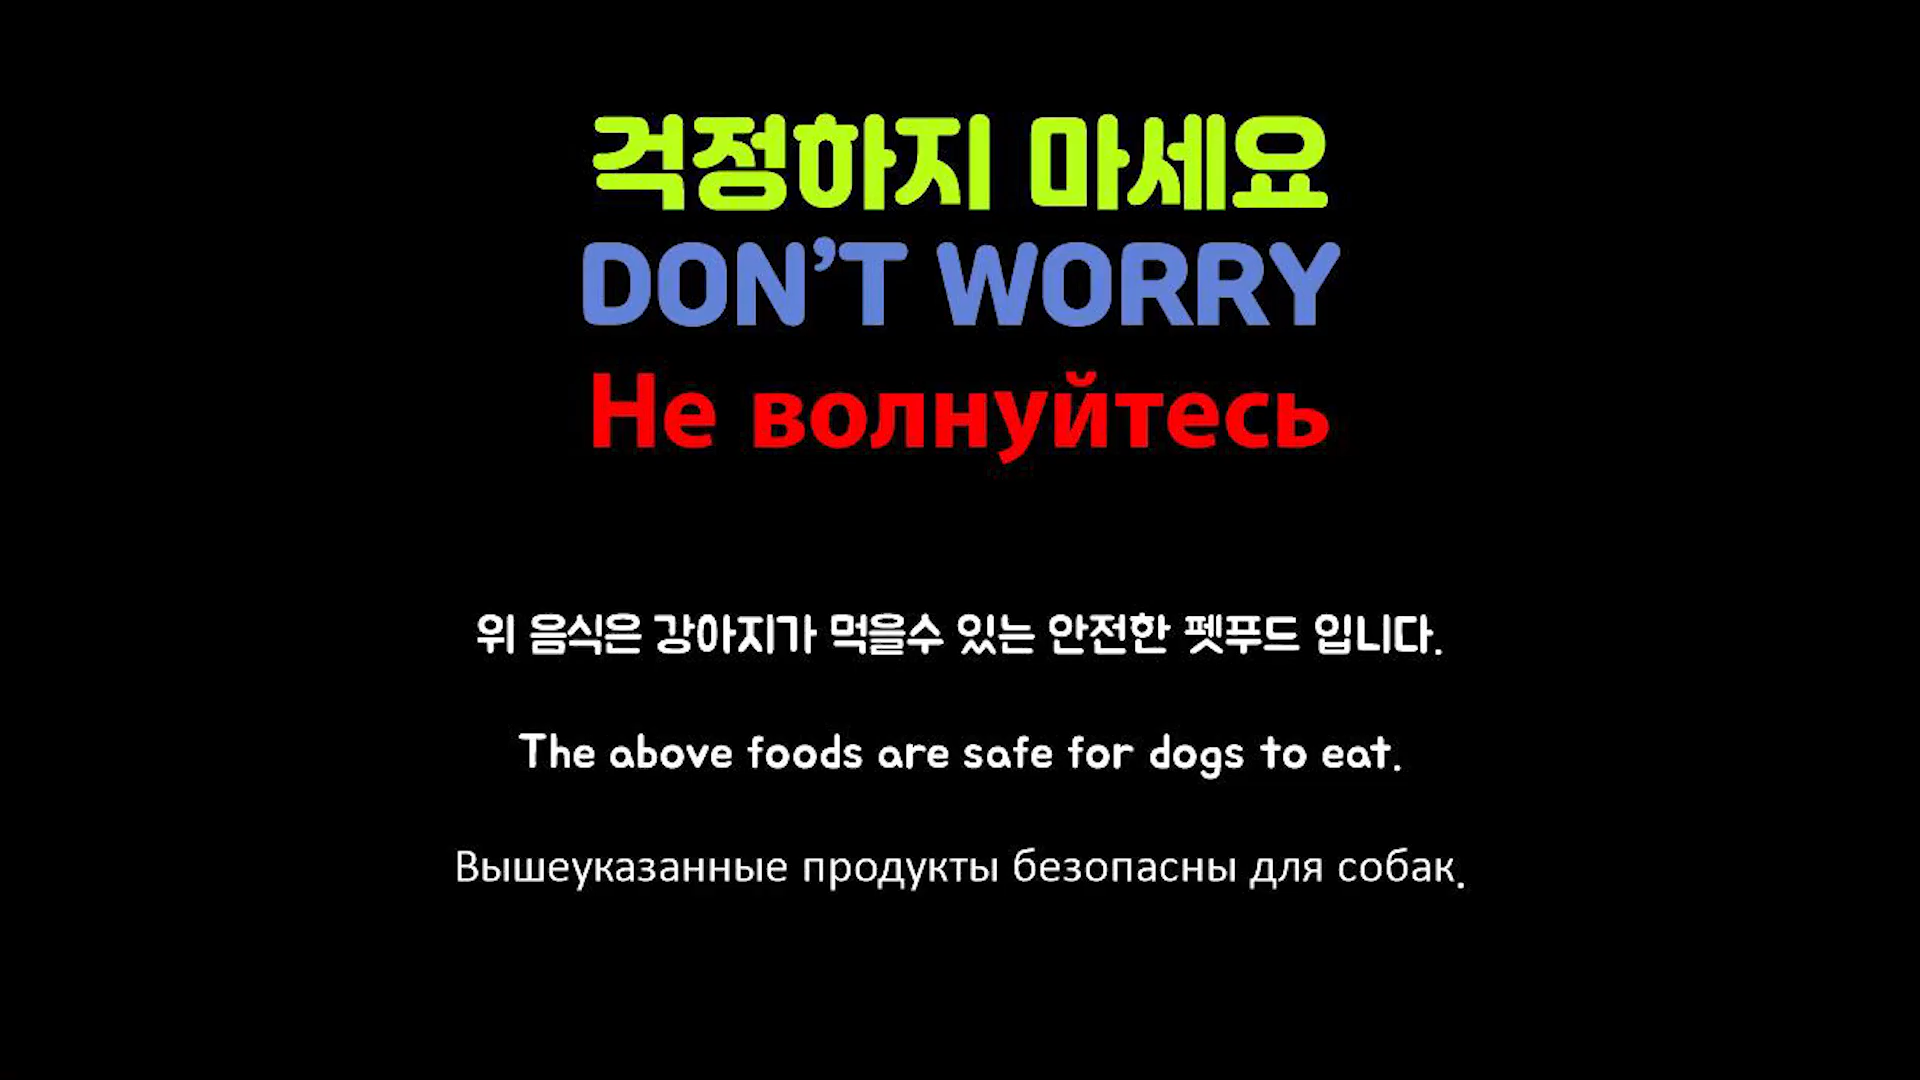 걱정하지 마세요
DON'T WORRY
Не волнуйтесь
위 음식은 강아지가 먹을수 있는 안전한 펫푸드 입니다.
The above foods are safe for dogs to eat.
Вышеуказанные продукты безопасны для собак.